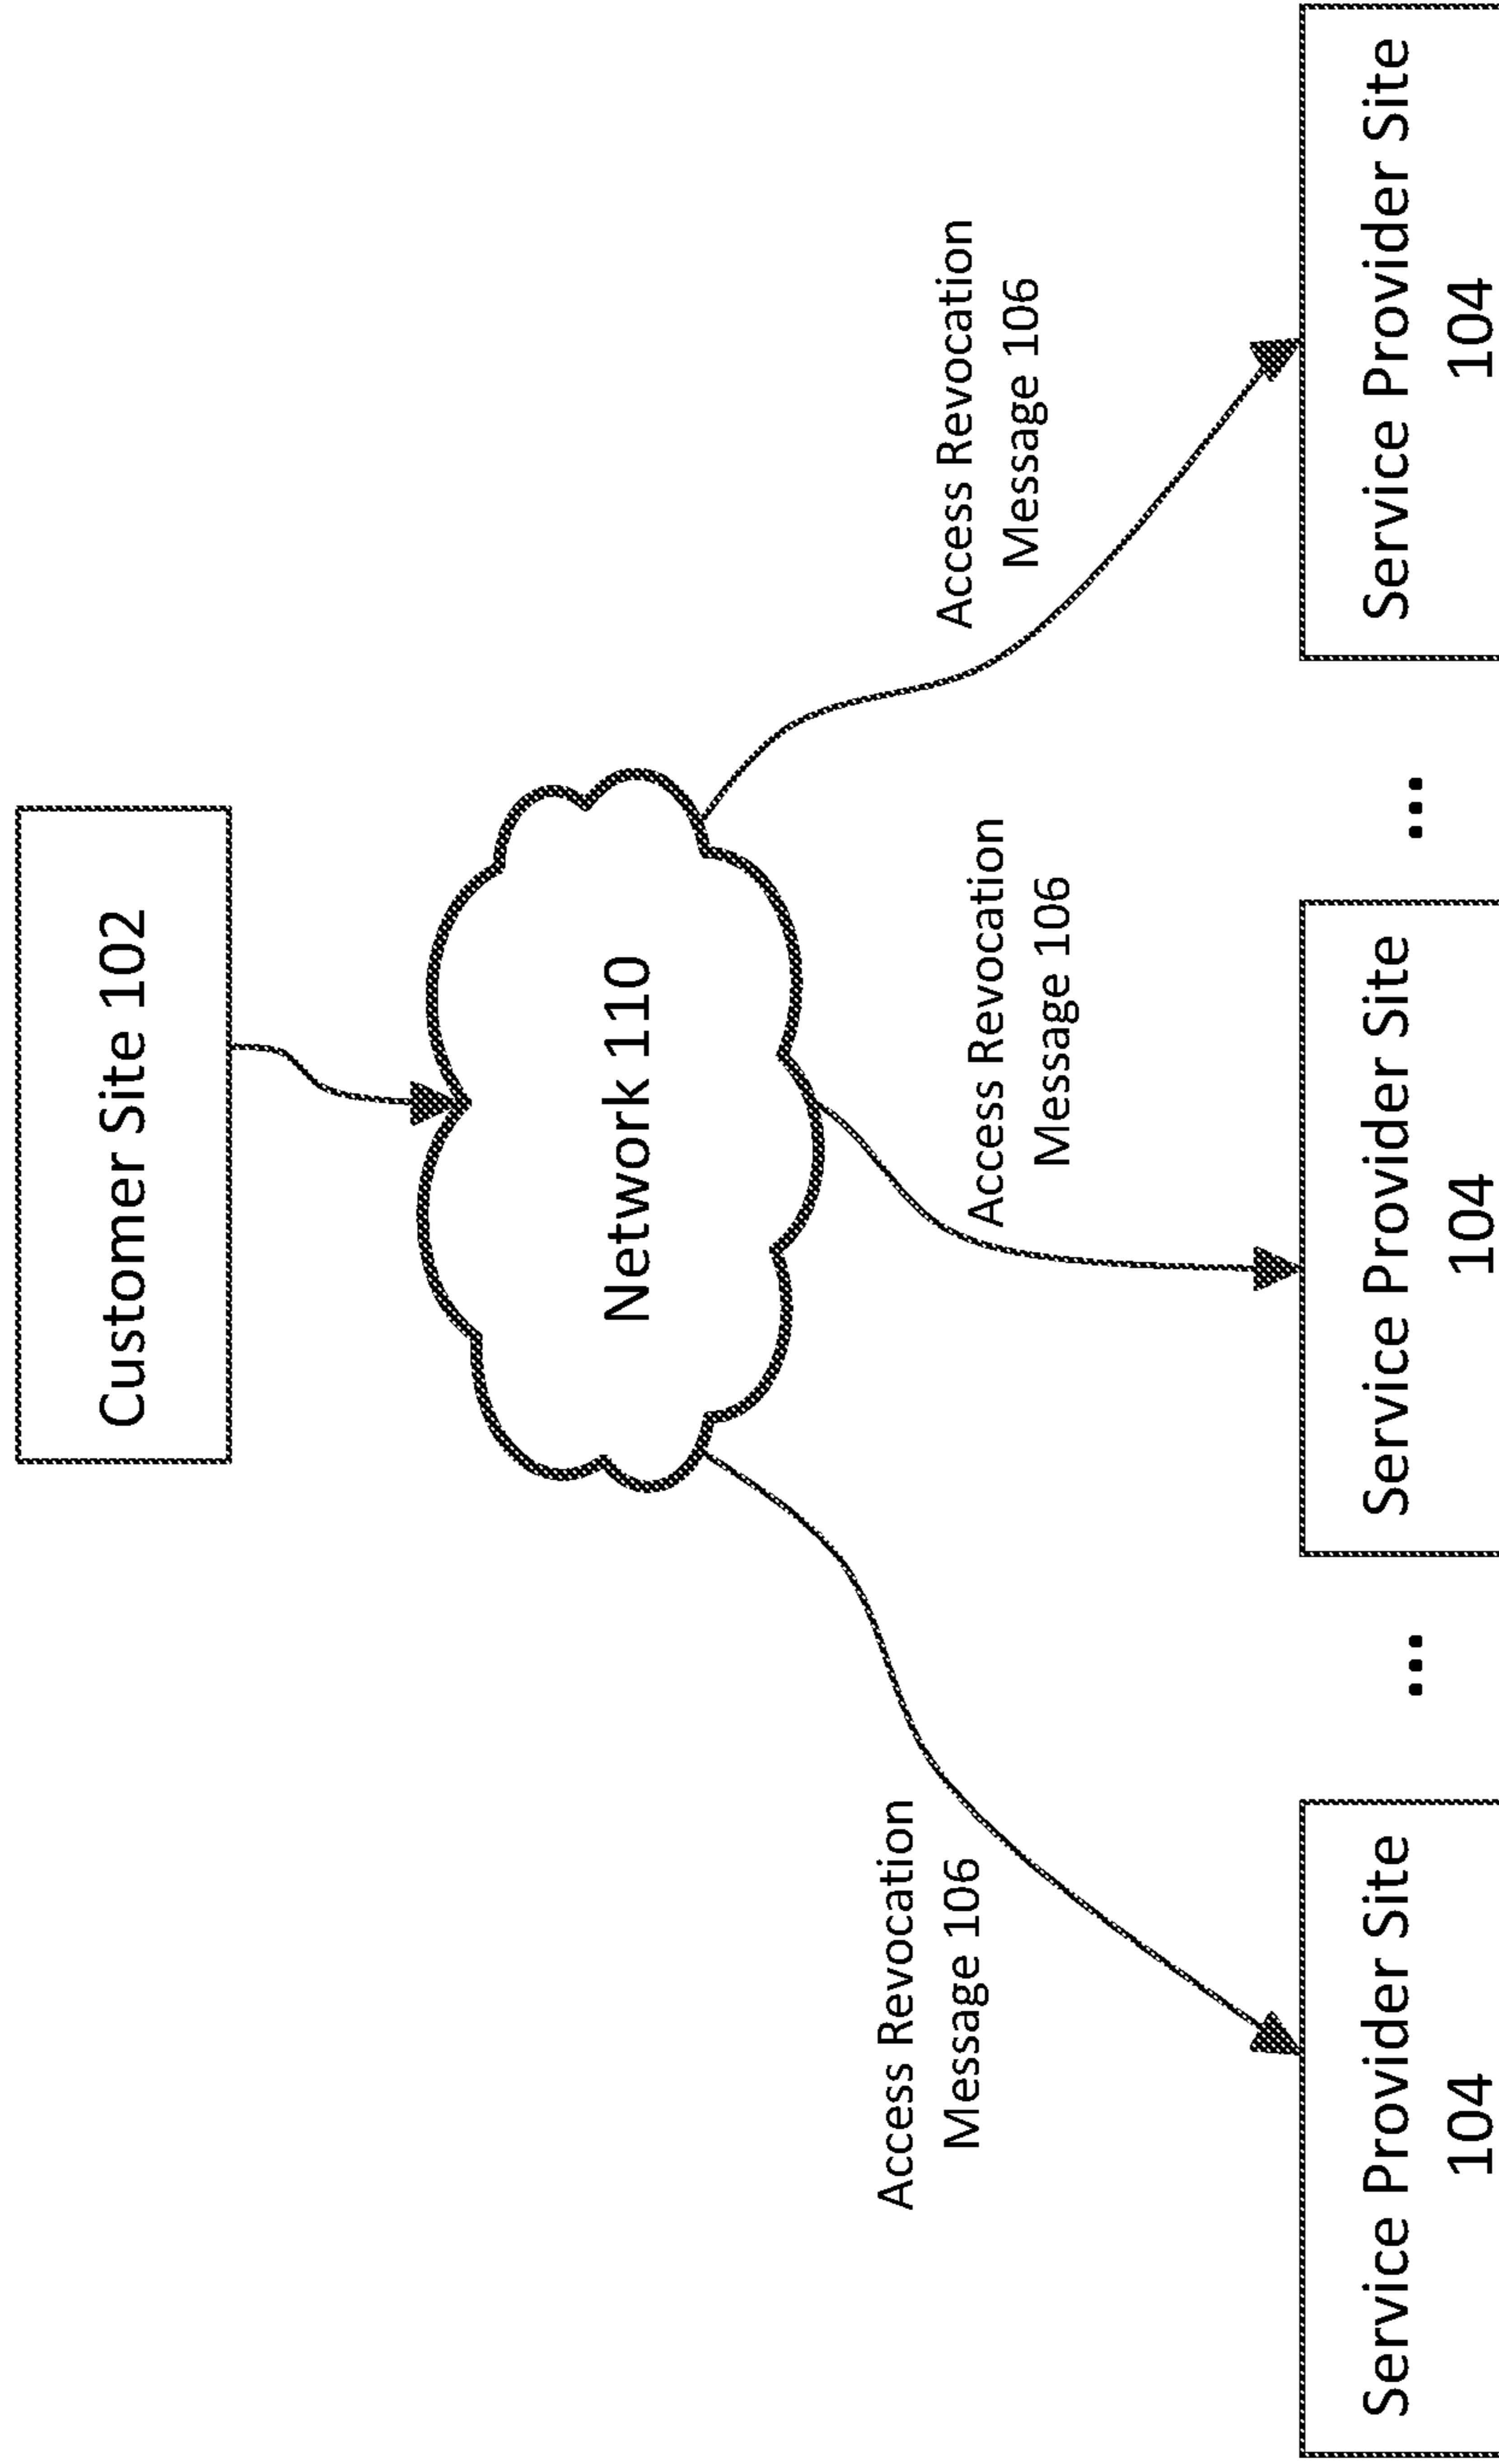 Customer Site 102
Network 110
Access Revocation
Message 106
Access Revocation
Message 106
Access Revocation
Message 106
Service Provider Site
104
...
Service Provider Site
104
...
Service Provider Site
104